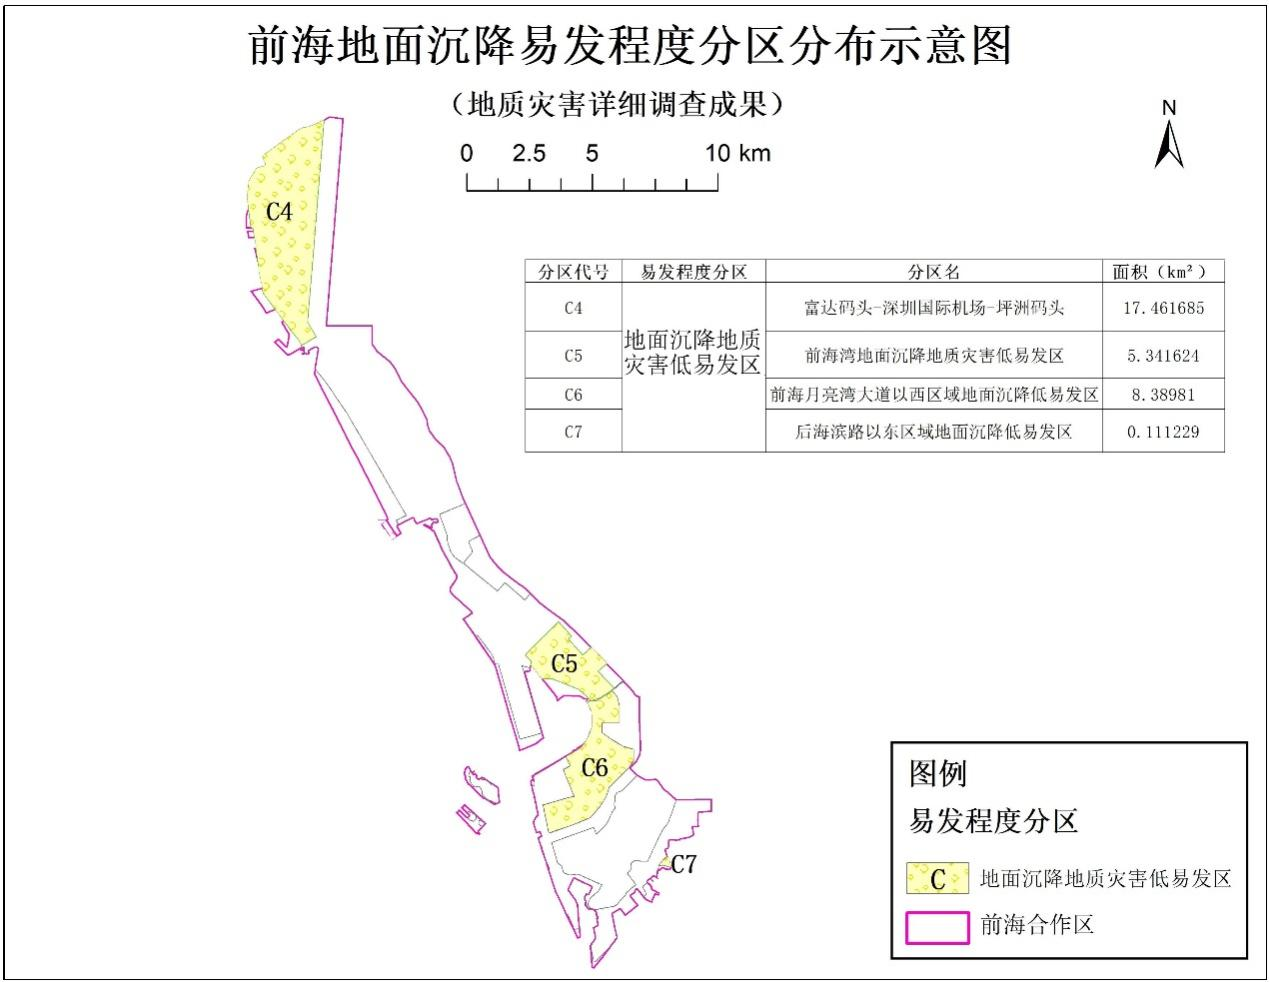 前海地面沉降易发程度分区分布示意图
（地质灾害详细调查成果）
N
0 2.5 5 10 km
C4
分区代号 易发程度分区 分区名 面积（km²）
C4 富达码头-深圳国际机场-坪洲码头 17.461685
地面沉降地质
灾害低易发区
C5 前海湾地面沉降地质灾害低易发区 5.341624
C6 前海月亮湾大道以西区域地面沉降低易发区 8.38981
C7 后海滨路以东区域地面沉降低易发区 0.111229
C5
C6
C7
图例
易发程度分区
C 地面沉降地质灾害低易发区
前海合作区